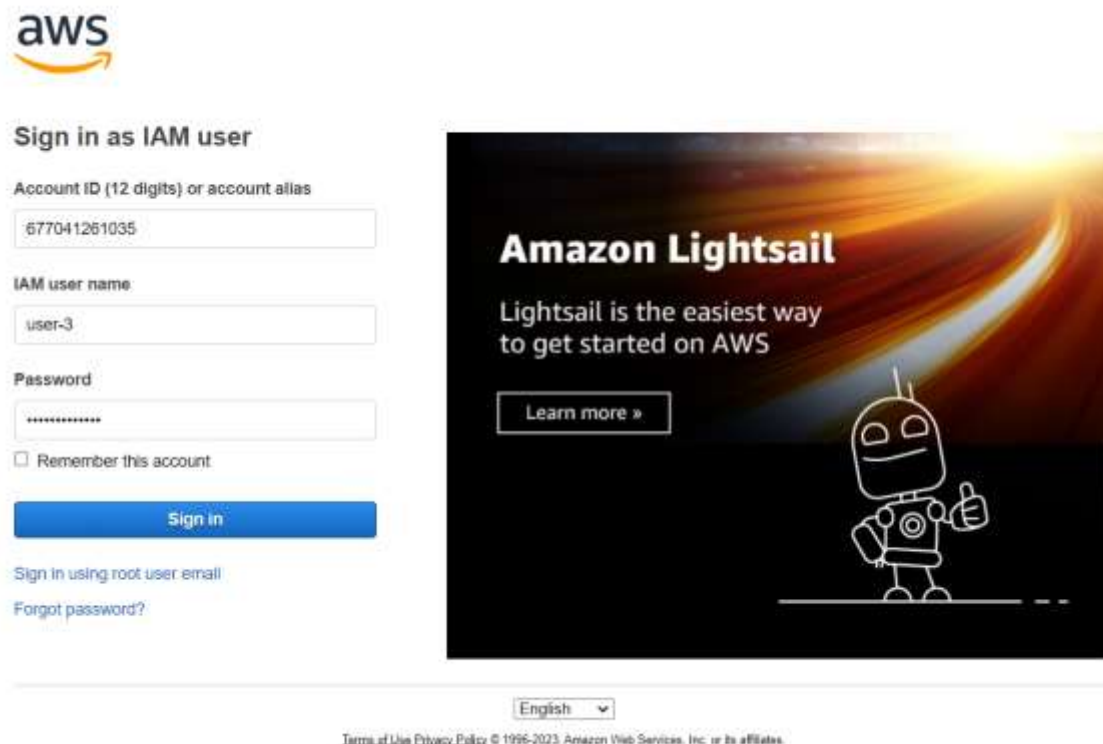 aws
Sign in as IAM user
Account ID (12 digits) or account alias
677041261035
IAM user name
user-3
Password
•••••••••••••
Remember this account
Sign in
Sign in using root user email
Forgot password?
Amazon Lightsail
Lightsail is the easiest way
to get started on AWS
Learn more »
English
Terms of Use Privacy Policy © 1996-2023, Amazon Web Services, Inc. or its affiliates.